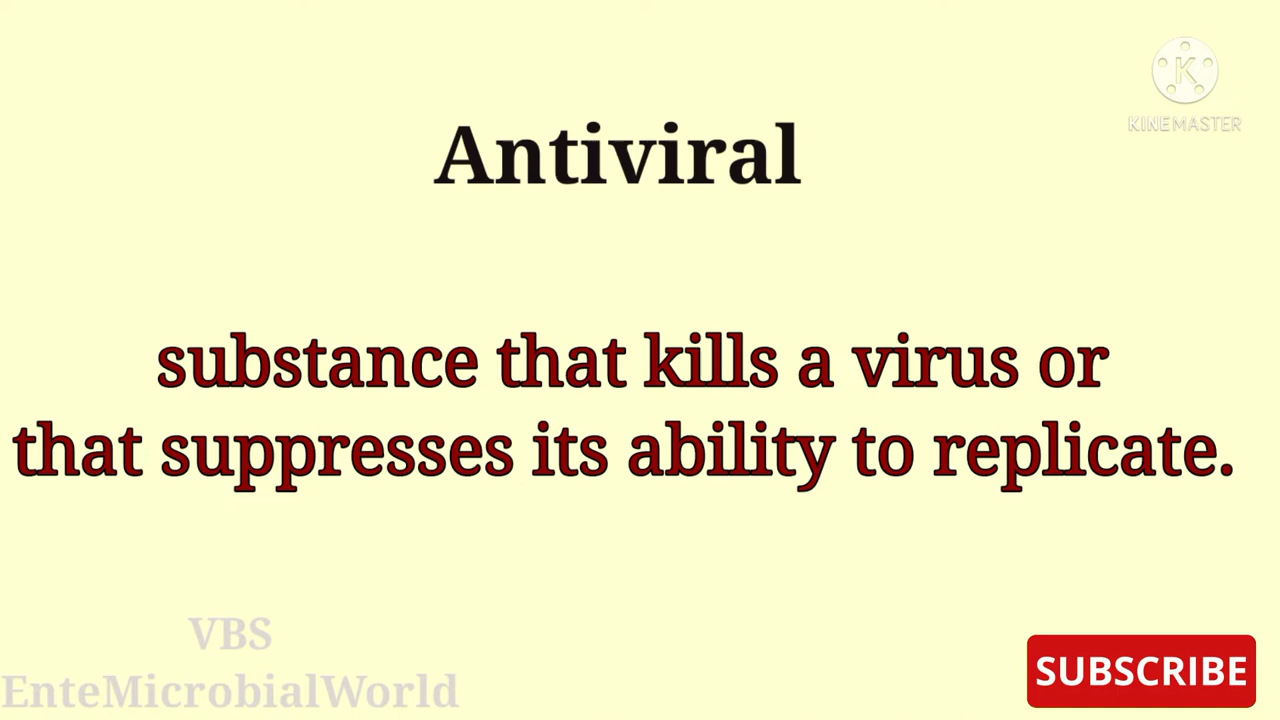 K
KINEMASTER
Antiviral
substance that kills a virus or
that suppresses its ability to replicate.
VBS
EnteMicrobialWorld
SUBSCRIBE